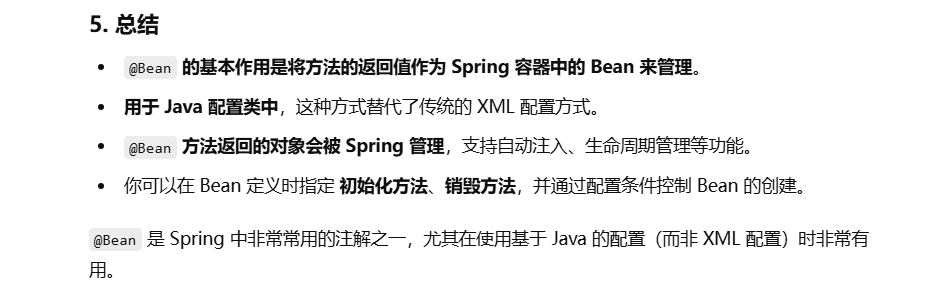 5. 总结
• @Bean 的基本作用是将方法的返回值作为 Spring 容器中的 Bean 来管理。
• 用于 Java 配置类中，这种方式替代了传统的 XML 配置方式。
• @Bean 方法返回的对象会被 Spring 管理，支持自动注入、生命周期管理等功能。
• 你可以在 Bean 定义时指定 初始化方法、销毁方法，并通过配置条件控制 Bean 的创建。
@Bean 是 Spring 中非常常用的注解之一，尤其在使用基于 Java 的配置（而非 XML 配置）时非常有
用。